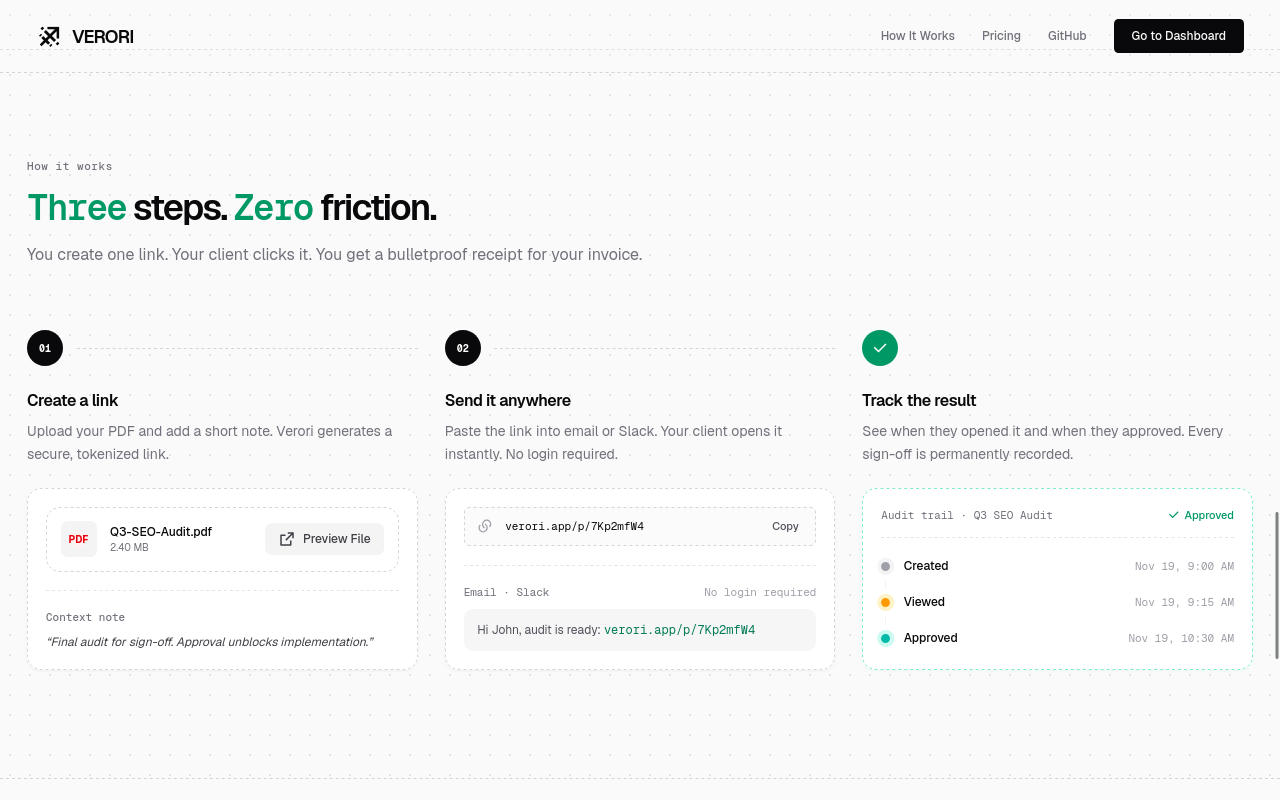 VERORI
How It Works
Pricing
GitHub
Go to Dashboard
How it works
Three steps. Zero friction.
You create one link. Your client clicks it. You get a bulletproof receipt for your invoice.
01
Create a link
Upload your PDF and add a short note. Verori generates a
secure, tokenized link.
PDF
Q3-SEO-Audit.pdf
2.40 MB
Preview File
Context note
“Final audit for sign-off. Approval unblocks implementation.”
02
Send it anywhere
Paste the link into email or Slack. Your client opens it
instantly. No login required.
verori.app/p/7Kp2mfW4
Copy
Email · Slack
No login required
Hi John, audit is ready: verori.app/p/7Kp2mfW4
Track the result
See when they opened it and when they approved. Every
sign-off is permanently recorded.
Audit trail · Q3 SEO Audit
Approved
Created
Nov 19, 9:00 AM
Viewed
Nov 19, 9:15 AM
Approved
Nov 19, 10:30 AM